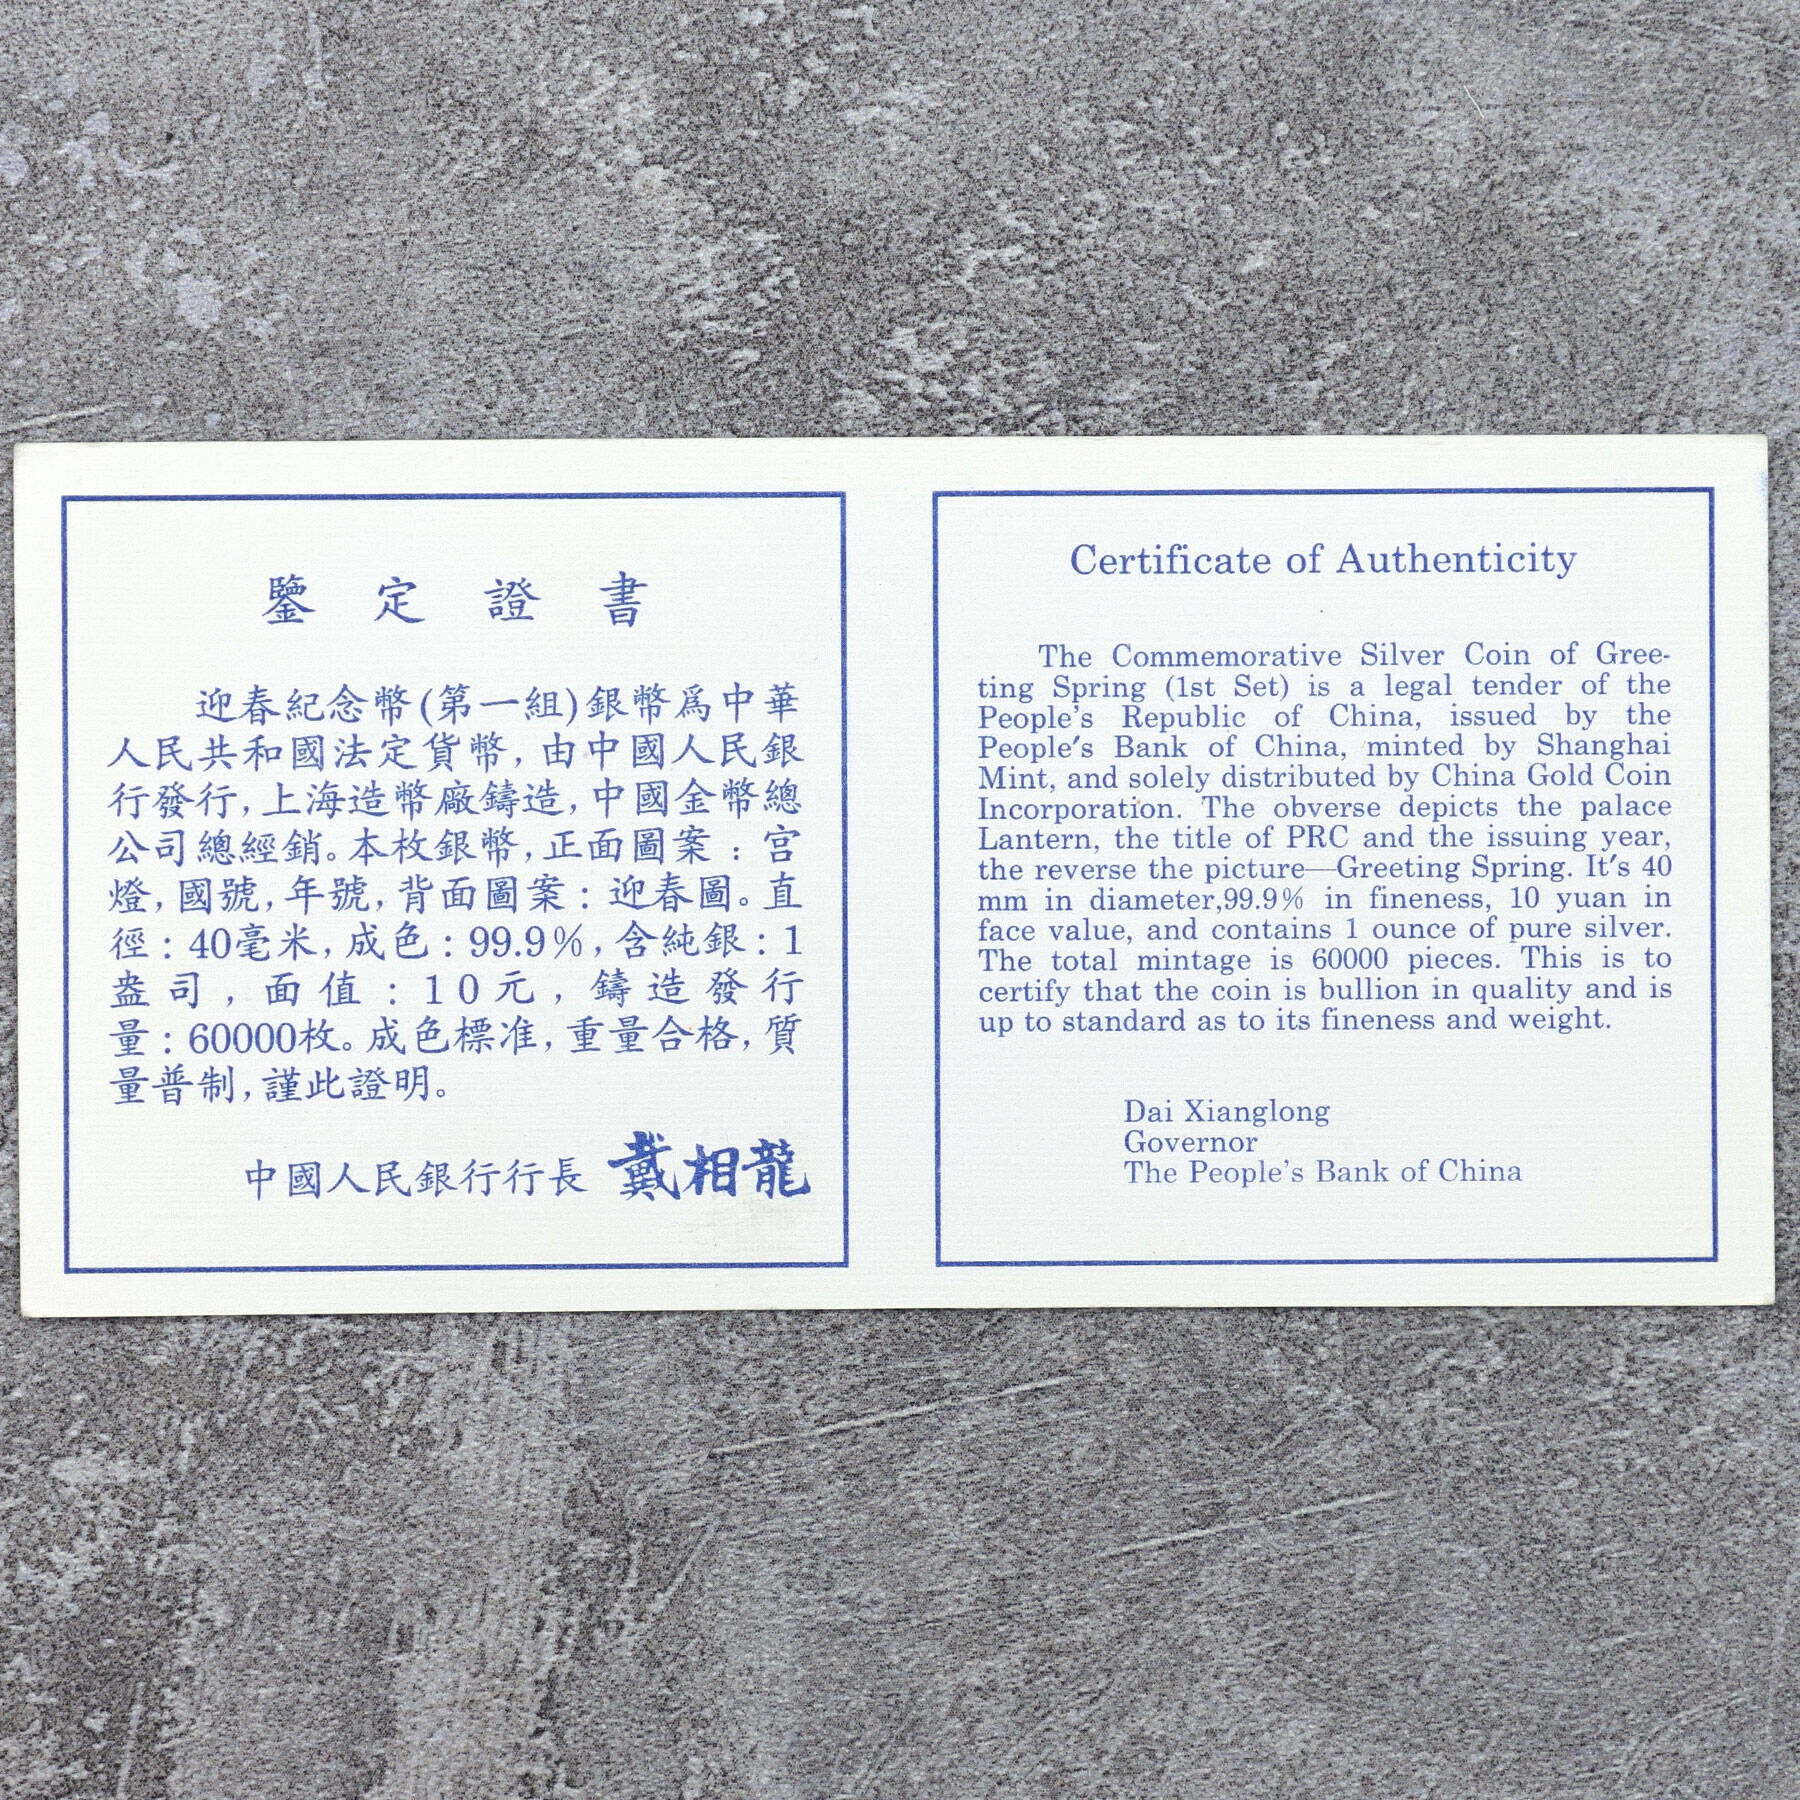 鑒定證書
迎春紀念幣(第一組)銀幣爲中華
人民共和國法定貨幣,由中國人民銀
行發行,上海造幣廠鑄造,中國金幣總
公司總經銷。本枚銀幣,正面圖案:宫
燈,國號,年號,背面圖案:迎春圖。直
徑:40毫米,成色:99.9%,含純銀:1
盎司,面值:10元,鑄造發行
量:60000枚。成色標准,重量合格,質
量普制,謹此證明。
中國人民銀行行長 戴相龍
Certificate of Authenticity
The Commemorative Silver Coin of Gree-
ting Spring (1st Set) is a legal tender of the
People's Republic of China, issued by the
People's Bank of China, minted by Shanghai
Mint, and solely distributed by China Gold Coin
Incorporation. The obverse depicts the palace
Lantern, the title of PRC and the issuing year,
the reverse the picture—Greeting Spring. It's 40
mm in diameter,99.9% in fineness, 10 yuan in
face value, and contains 1 ounce of pure silver.
The total mintage is 60000 pieces. This is to
certify that the coin is bullion in quality and is
up to standard as to its fineness and weight.
Dai Xianglong
Governor
The People's Bank of China